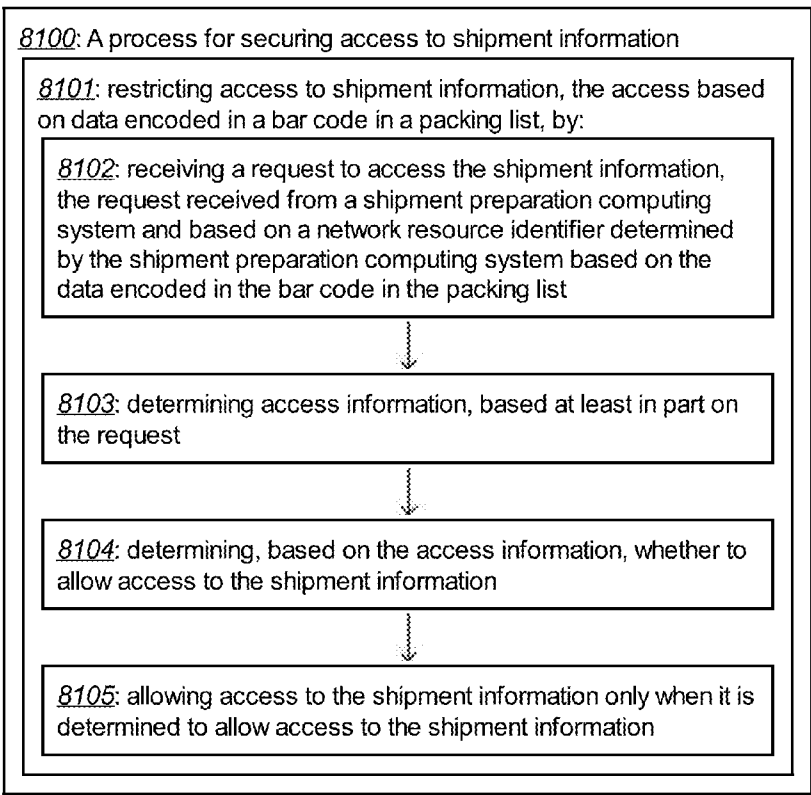 8100: A process for securing access to shipment information
8101: restricting access to shipment information, the access based
on data encoded in a bar code in a packing list, by:
8102: receiving a request to access the shipment information,
the request received from a shipment preparation computing
system and based on a network resource identifier determined
by the shipment preparation computing system based on the
data encoded in the bar code in the packing list
8103: determining access information, based at least in part on
the request
8104: determining, based on the access information, whether to
allow access to the shipment information
8105: allowing access to the shipment information only when it is
determined to allow access to the shipment information